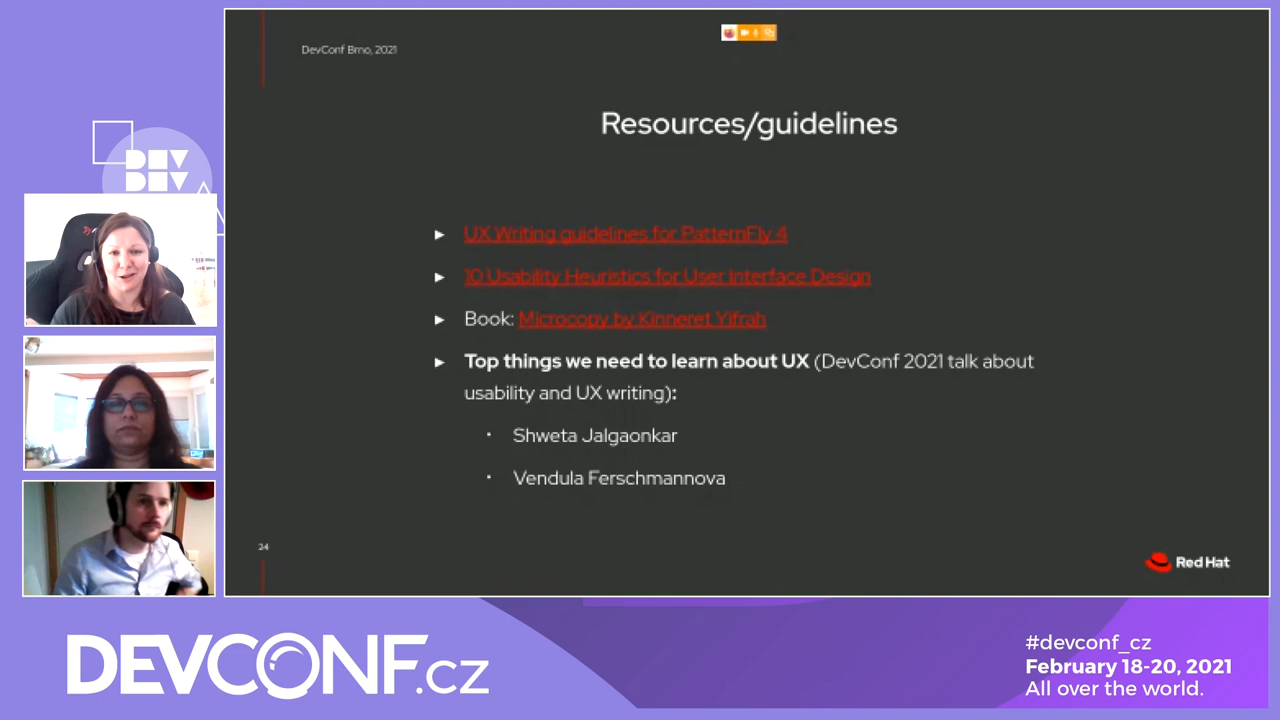 DevConf Brno, 2021
Resources/guidelines
► UX Writing guidelines for PatternFly 4
► 10 Usability Heuristics for User Interface Design
► Book: Microcopy by Kinneret Yifrah
► Top things we need to learn about UX (DevConf 2021 talk about
usability and UX writing):
· Shweta Jalgaonkar
· Vendula Ferschmannova
24
Red Hat
DEV
DEV
DEVCONF.cz
#devconf_cz
February 18-20, 2021
All over the world.